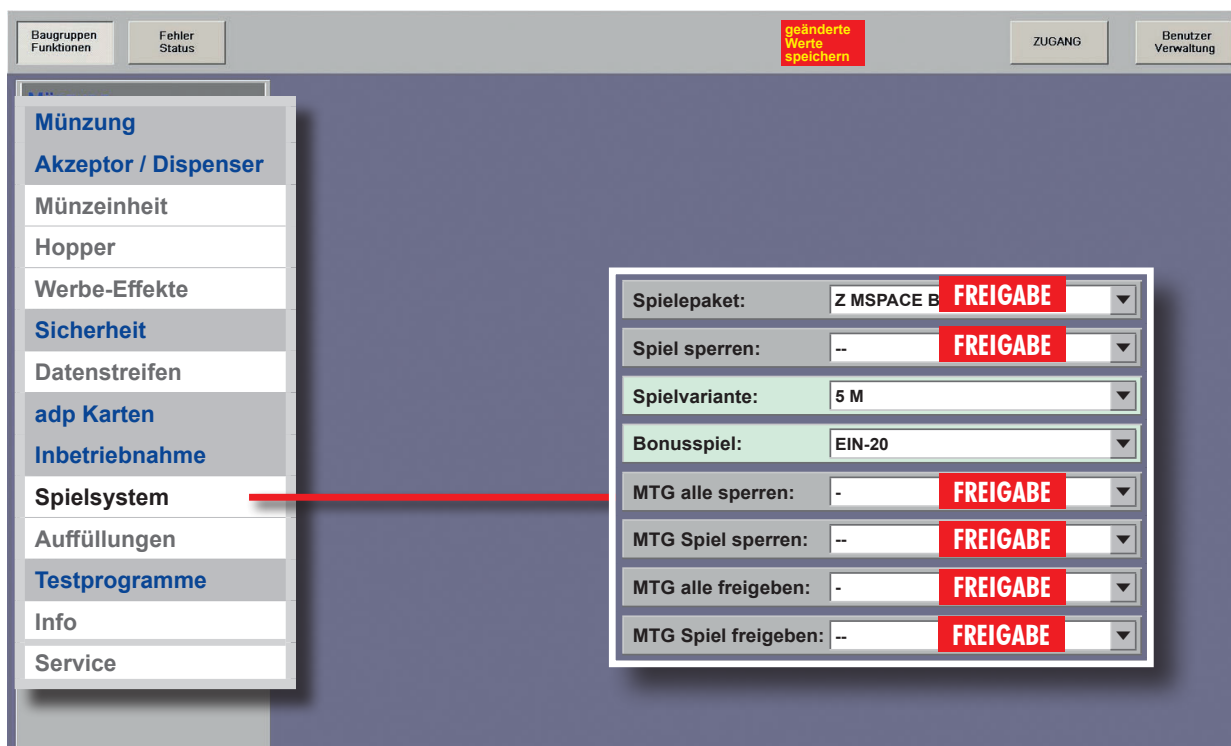 Baugruppen
Funktionen
Fehler
Status
geänderte
Werte
speichern
ZUGANG
Benutzer
Verwaltung
Münzung
Akzeptor / Dispenser
Münzeinheit
Hopper
Werbe-Effekte
Sicherheit
Datenstreifen
adp Karten
Inbetriebnahme
Spielsystem
Auffüllungen
Testprogramme
Info
Service
Spielepaket: Z MSPACE B FREIGABE
Spiel sperren: -- FREIGABE
Spielvariante: 5 M
Bonusspiel: EIN-20
MTG alle sperren: - FREIGABE
MTG Spiel sperren: -- FREIGABE
MTG alle freigeben: - FREIGABE
MTG Spiel freigeben: -- FREIGABE